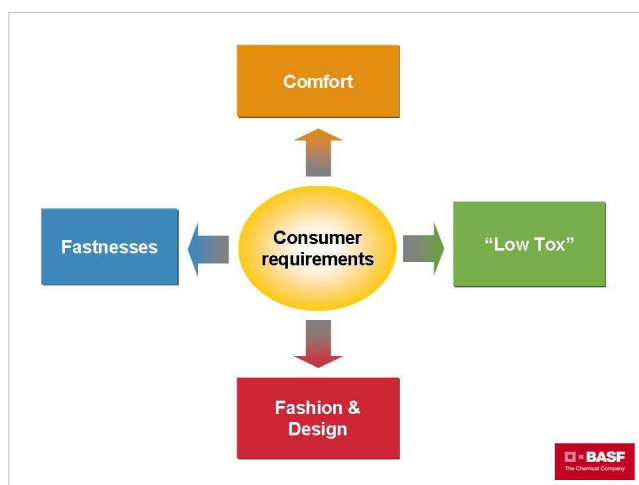 Comfort
Fastnesses
Consumer
requirements
“Low Tox”
Fashion &
Design
BASF
The Chemical Company